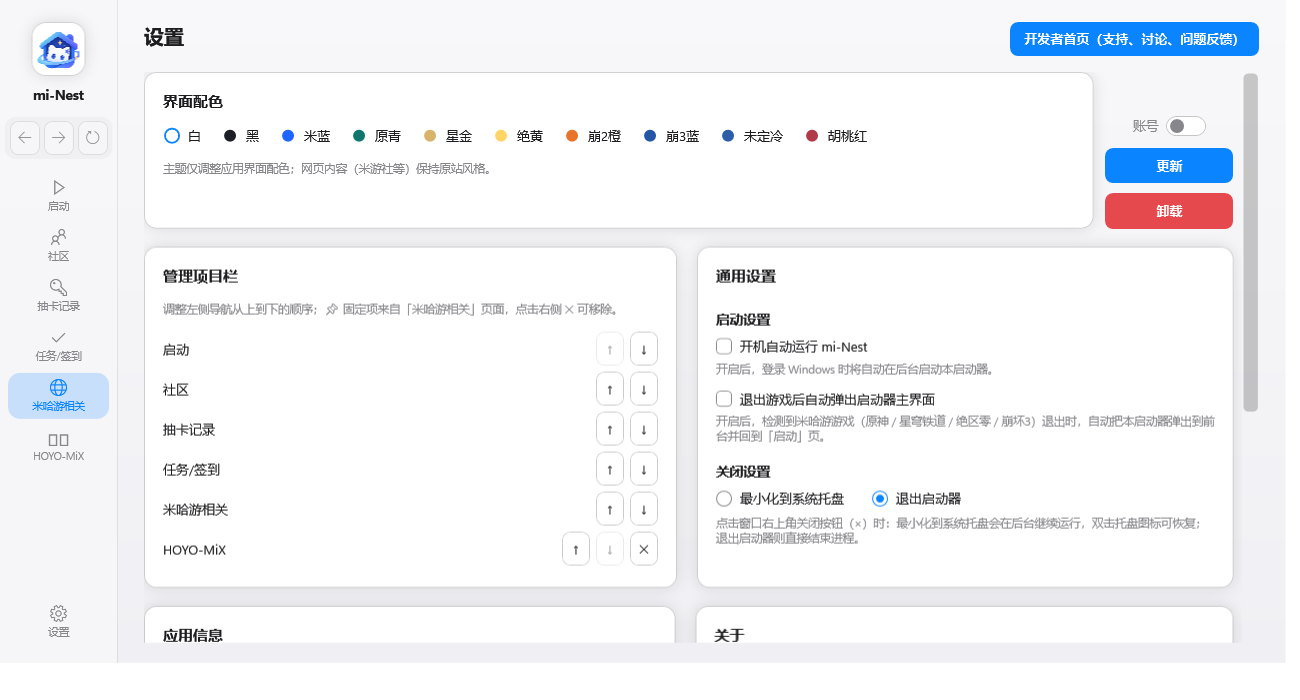 mi-Nest
启动
社区
抽卡记录
任务/签到
米哈游相关
HOYO-MiX
设置
设置
开发者首页（支持、讨论、问题反馈）
界面配色
白 黑 米蓝 原青 星金 绝黄 崩2橙 崩3蓝 未定冷 胡桃红
主题仅调整应用界面配色；网页内容（米游社等）保持原站风格。
账号
更新
卸载
管理项目栏
调整左侧导航从上到下的顺序；📌 固定项来自「米哈游相关」页面，点击右侧 × 可移除。
启动 ↑ ↓
社区 ↑ ↓
抽卡记录 ↑ ↓
任务/签到 ↑ ↓
米哈游相关 ↑ ↓
HOYO-MiX ↑ ↓ ×
通用设置
启动设置
开机自动运行 mi-Nest
开启后，登录 Windows 时将自动在后台启动本启动器。
退出游戏后自动弹出启动器主界面
开启后，检测到米哈游游戏（原神 / 星穹铁道 / 绝区零 / 崩坏3）退出时，自动把本启动器弹出到前
台并回到「启动」页。
关闭设置
最小化到系统托盘 退出启动器
点击窗口右上角关闭按钮（×）时：最小化到系统托盘会在后台继续运行，双击托盘图标可恢复；
退出启动器则直接结束进程。
应用信息
关于